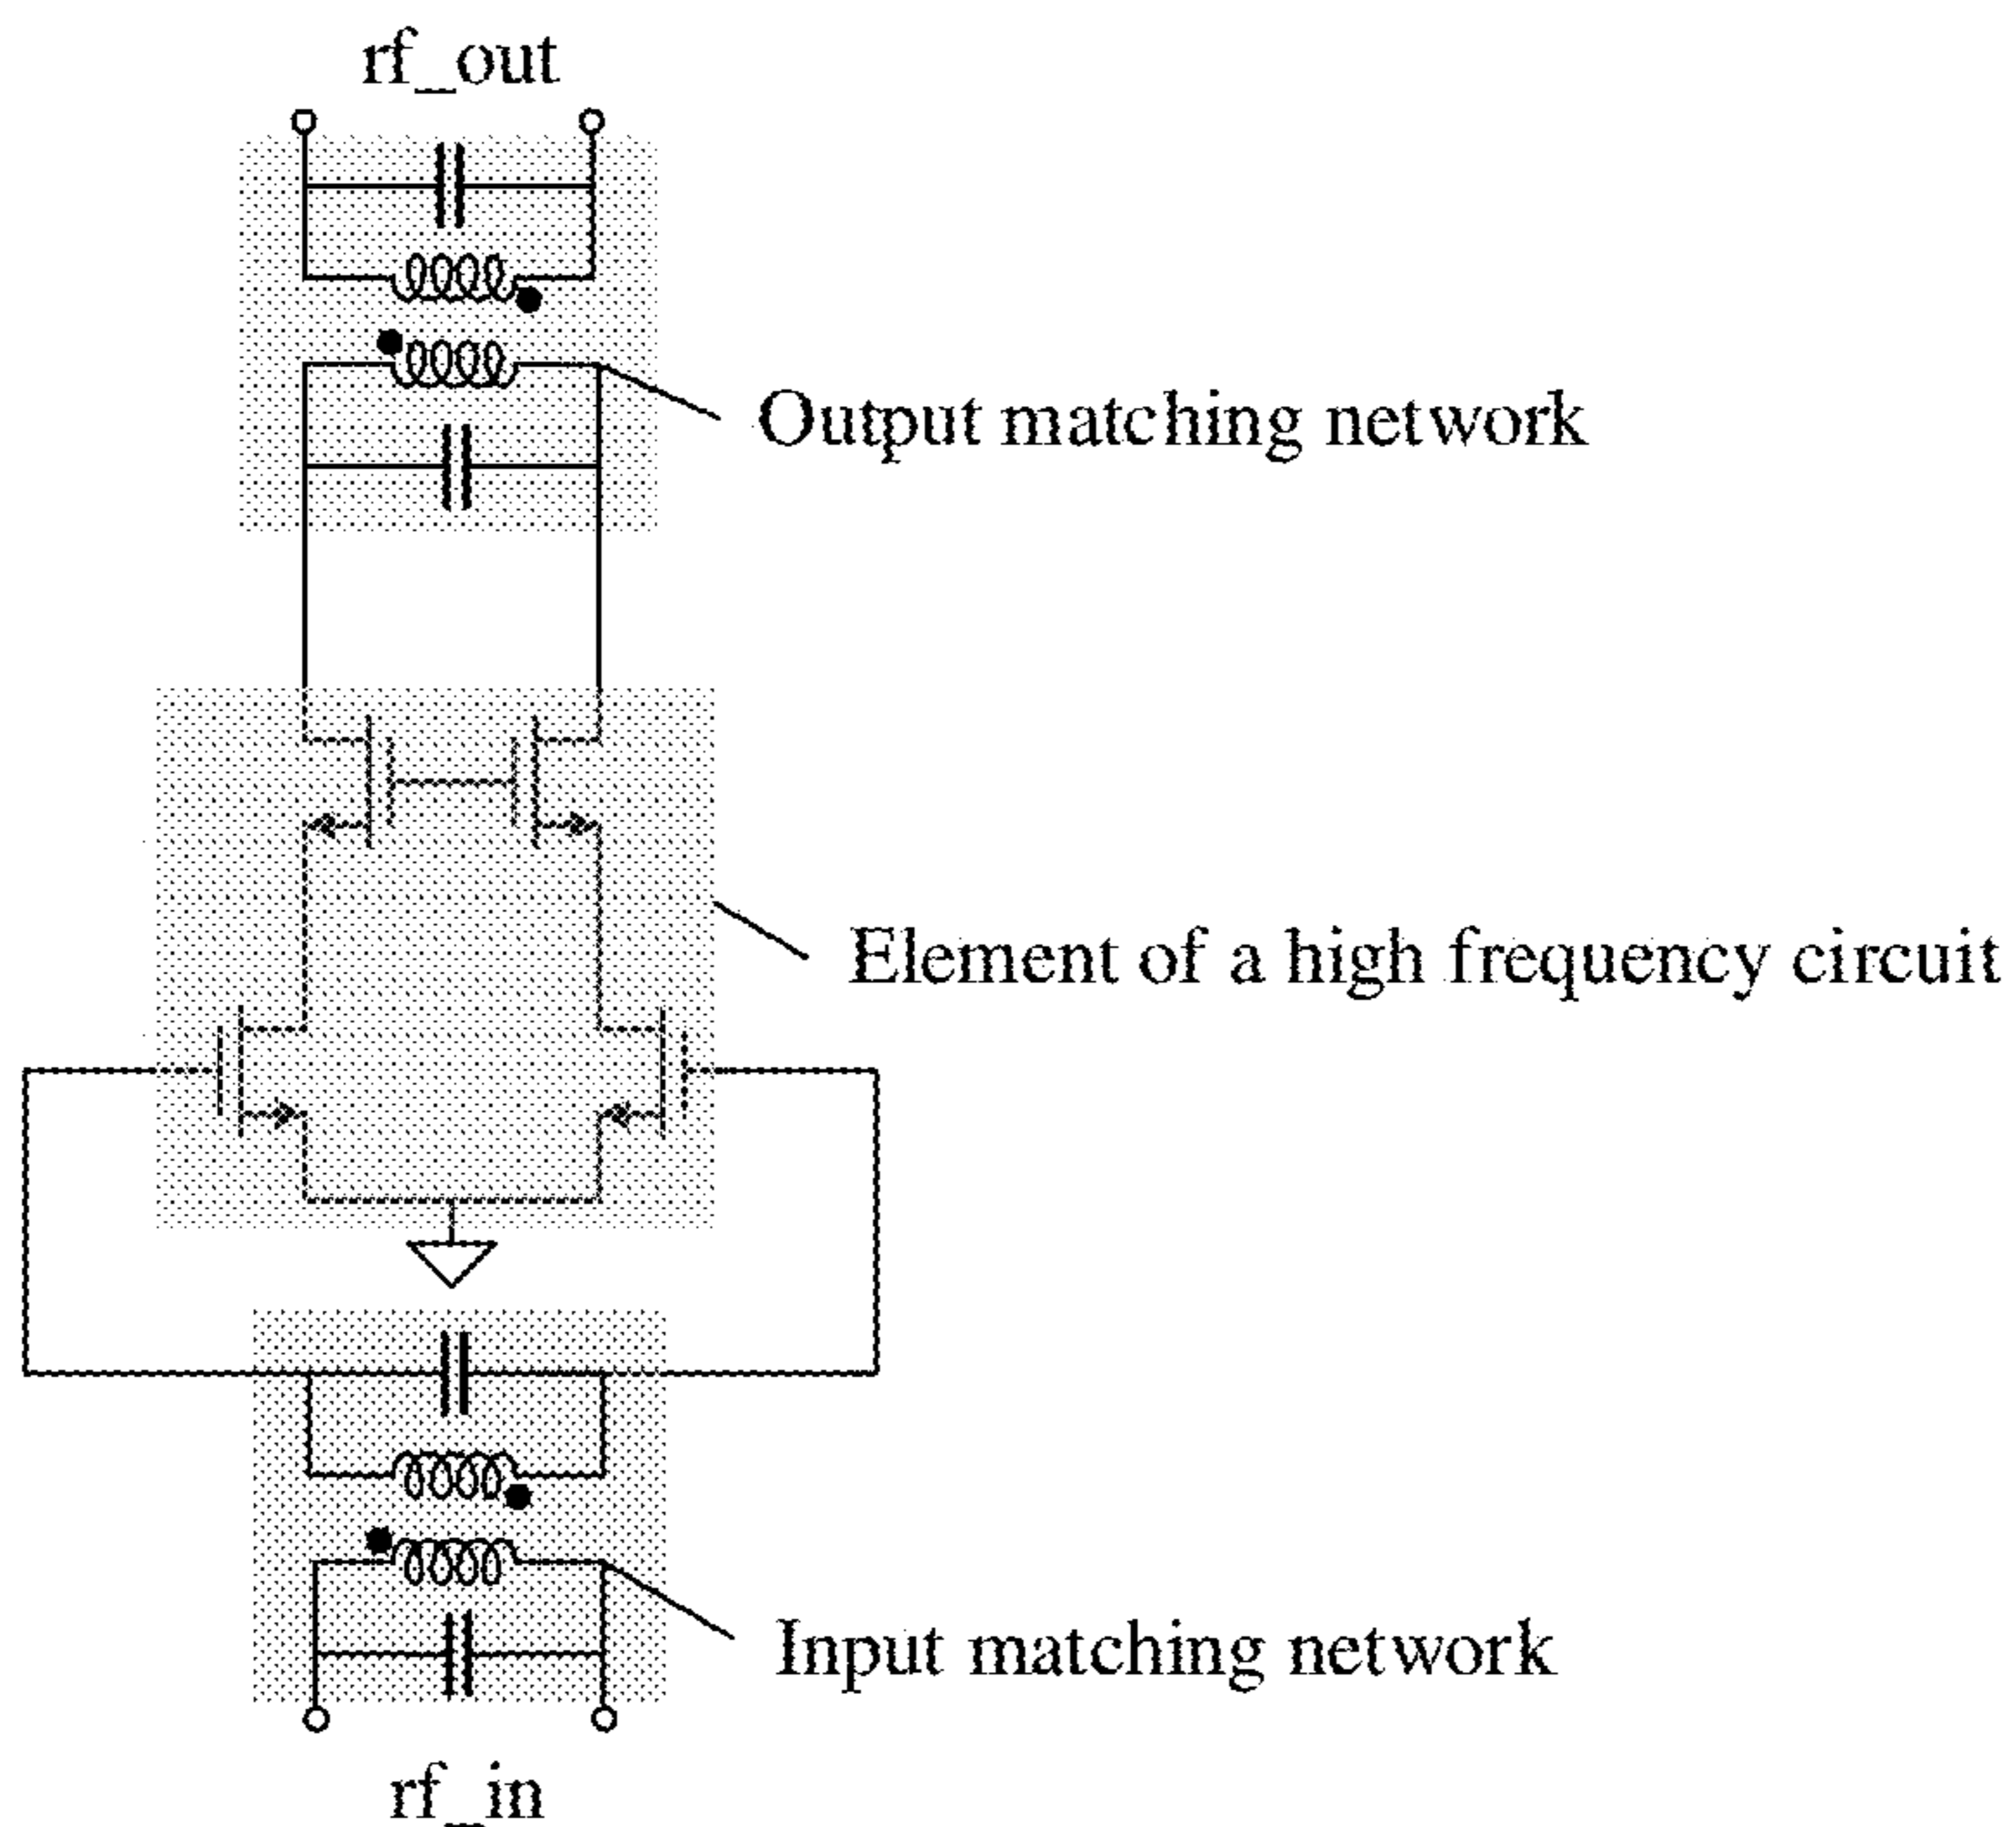 rf_out
Output matching network
Element of a high frequency circuit
Input matching network
rf_in